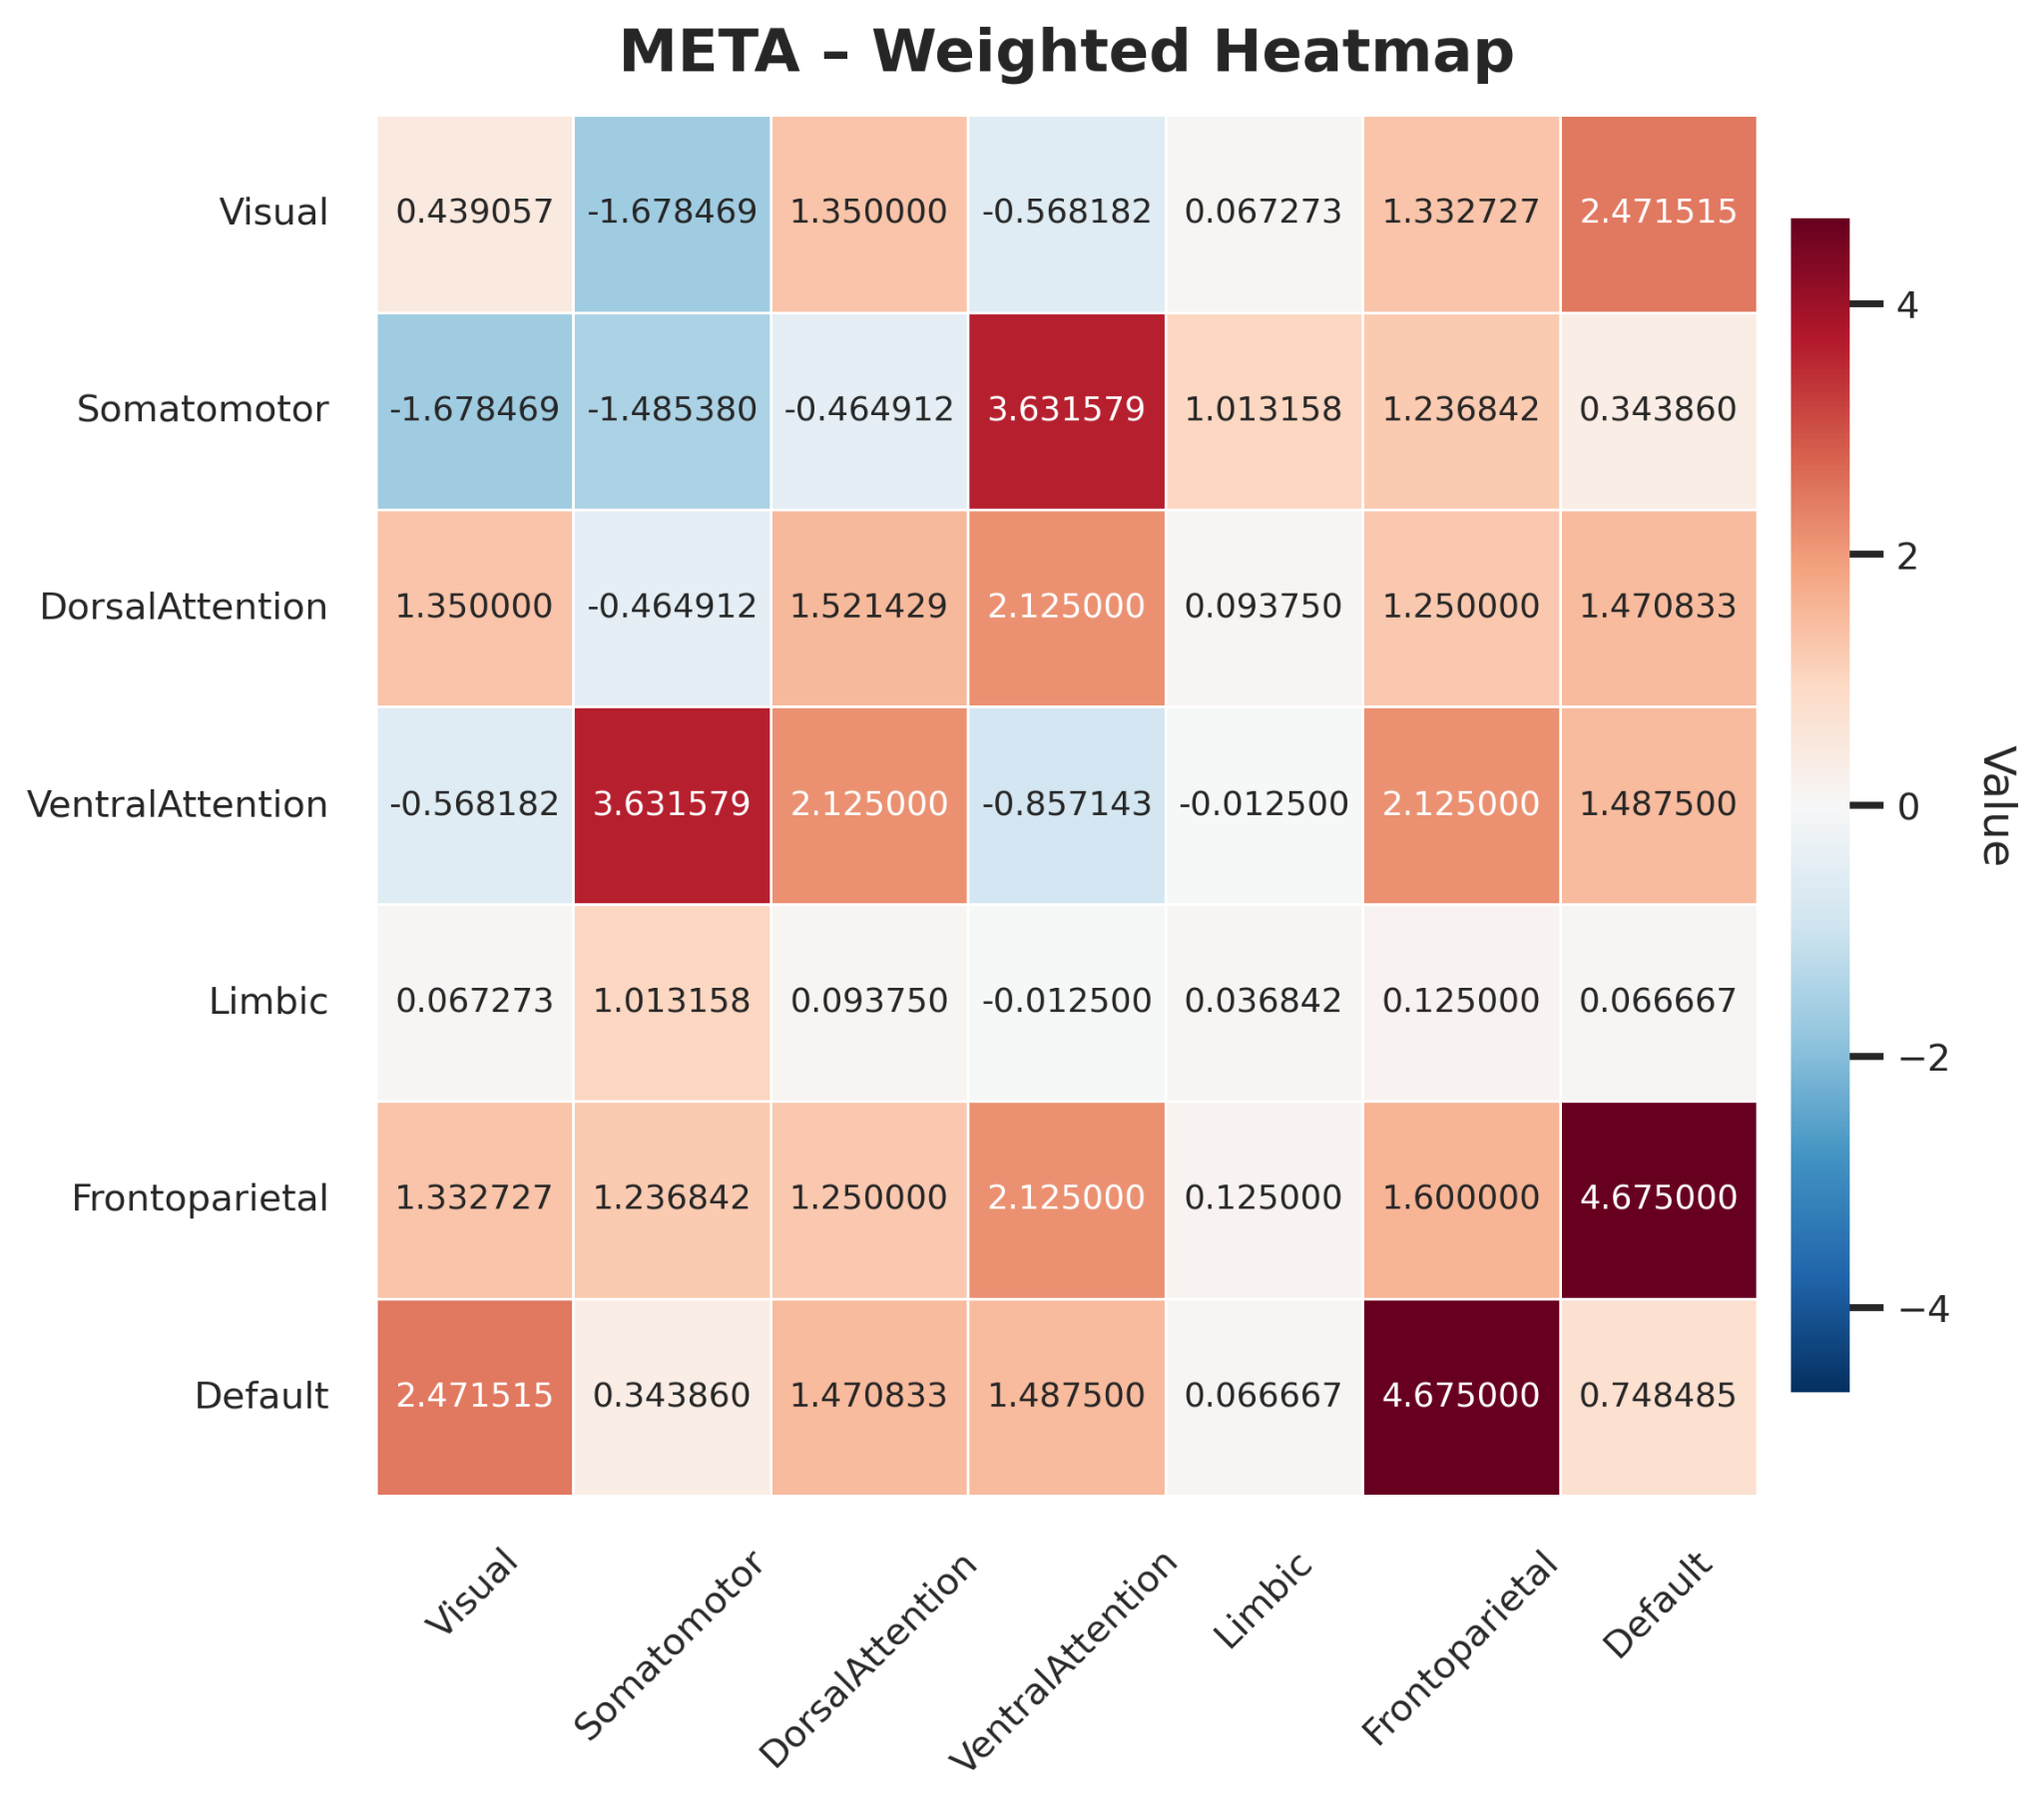 META – Weighted Heatmap
Visual 0.439057 -1.678469 1.350000 -0.568182 0.067273 1.332727 2.471515
Somatomotor -1.678469 -1.485380 -0.464912 3.631579 1.013158 1.236842 0.343860
DorsalAttention 1.350000 -0.464912 1.521429 2.125000 0.093750 1.250000 1.470833
VentralAttention -0.568182 3.631579 2.125000 -0.857143 -0.012500 2.125000 1.487500
Limbic 0.067273 1.013158 0.093750 -0.012500 0.036842 0.125000 0.066667
Frontoparietal 1.332727 1.236842 1.250000 2.125000 0.125000 1.600000 4.675000
Default 2.471515 0.343860 1.470833 1.487500 0.066667 4.675000 0.748485
Visual
Somatomotor
DorsalAttention
VentralAttention
Limbic
Frontoparietal
Default
4
2
0
−2
−4
Value